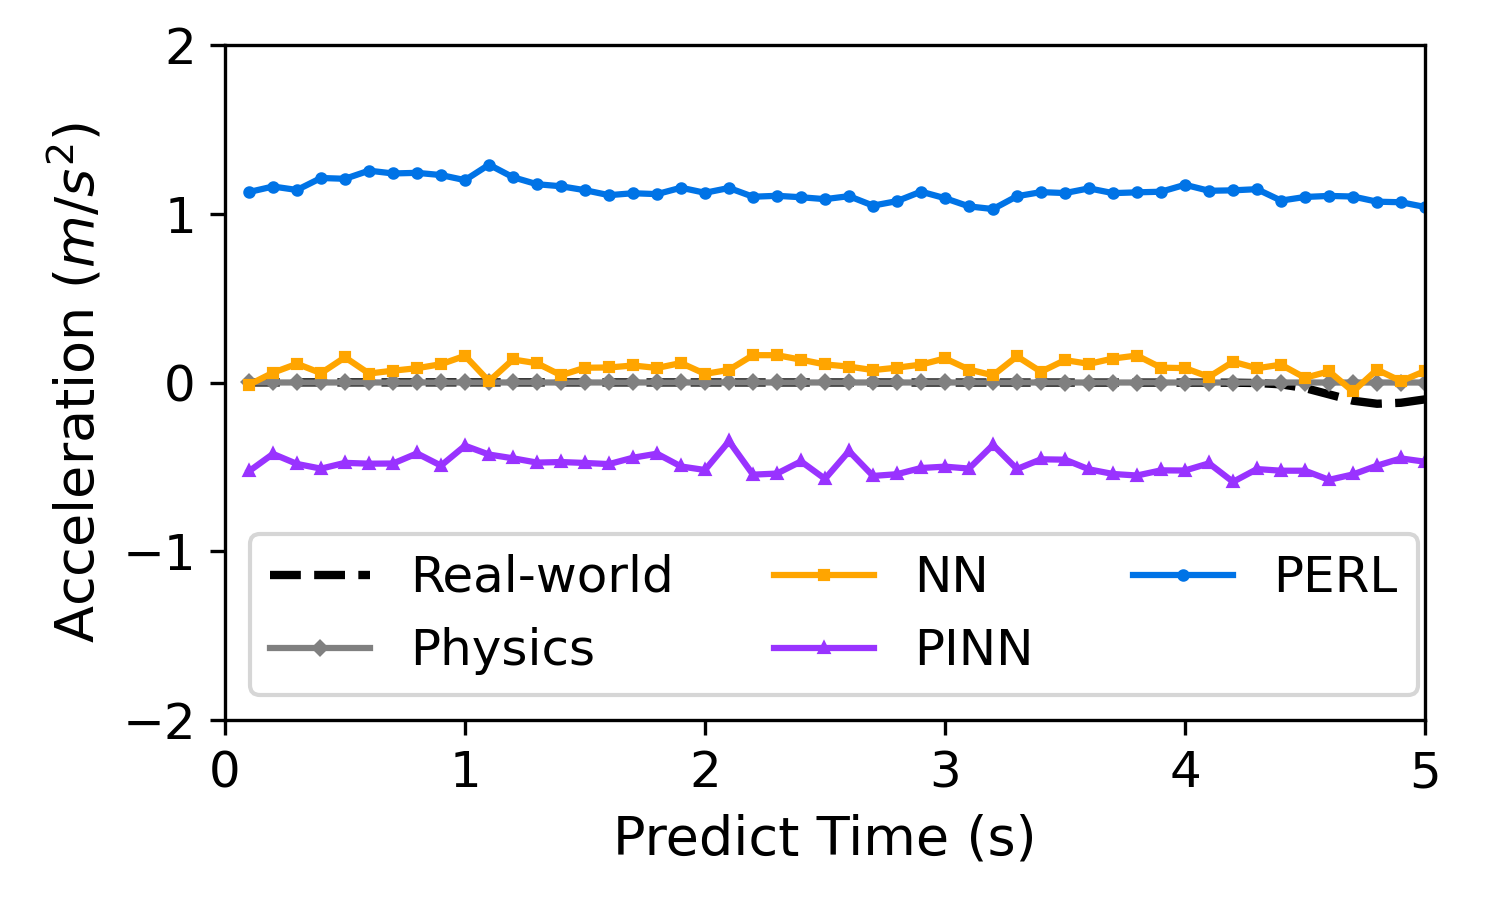 2
1
0
−1
−2
Acceleration (m/s²)
Real-world
Physics
NN
PINN
PERL
0 1 2 3 4 5
Predict Time (s)